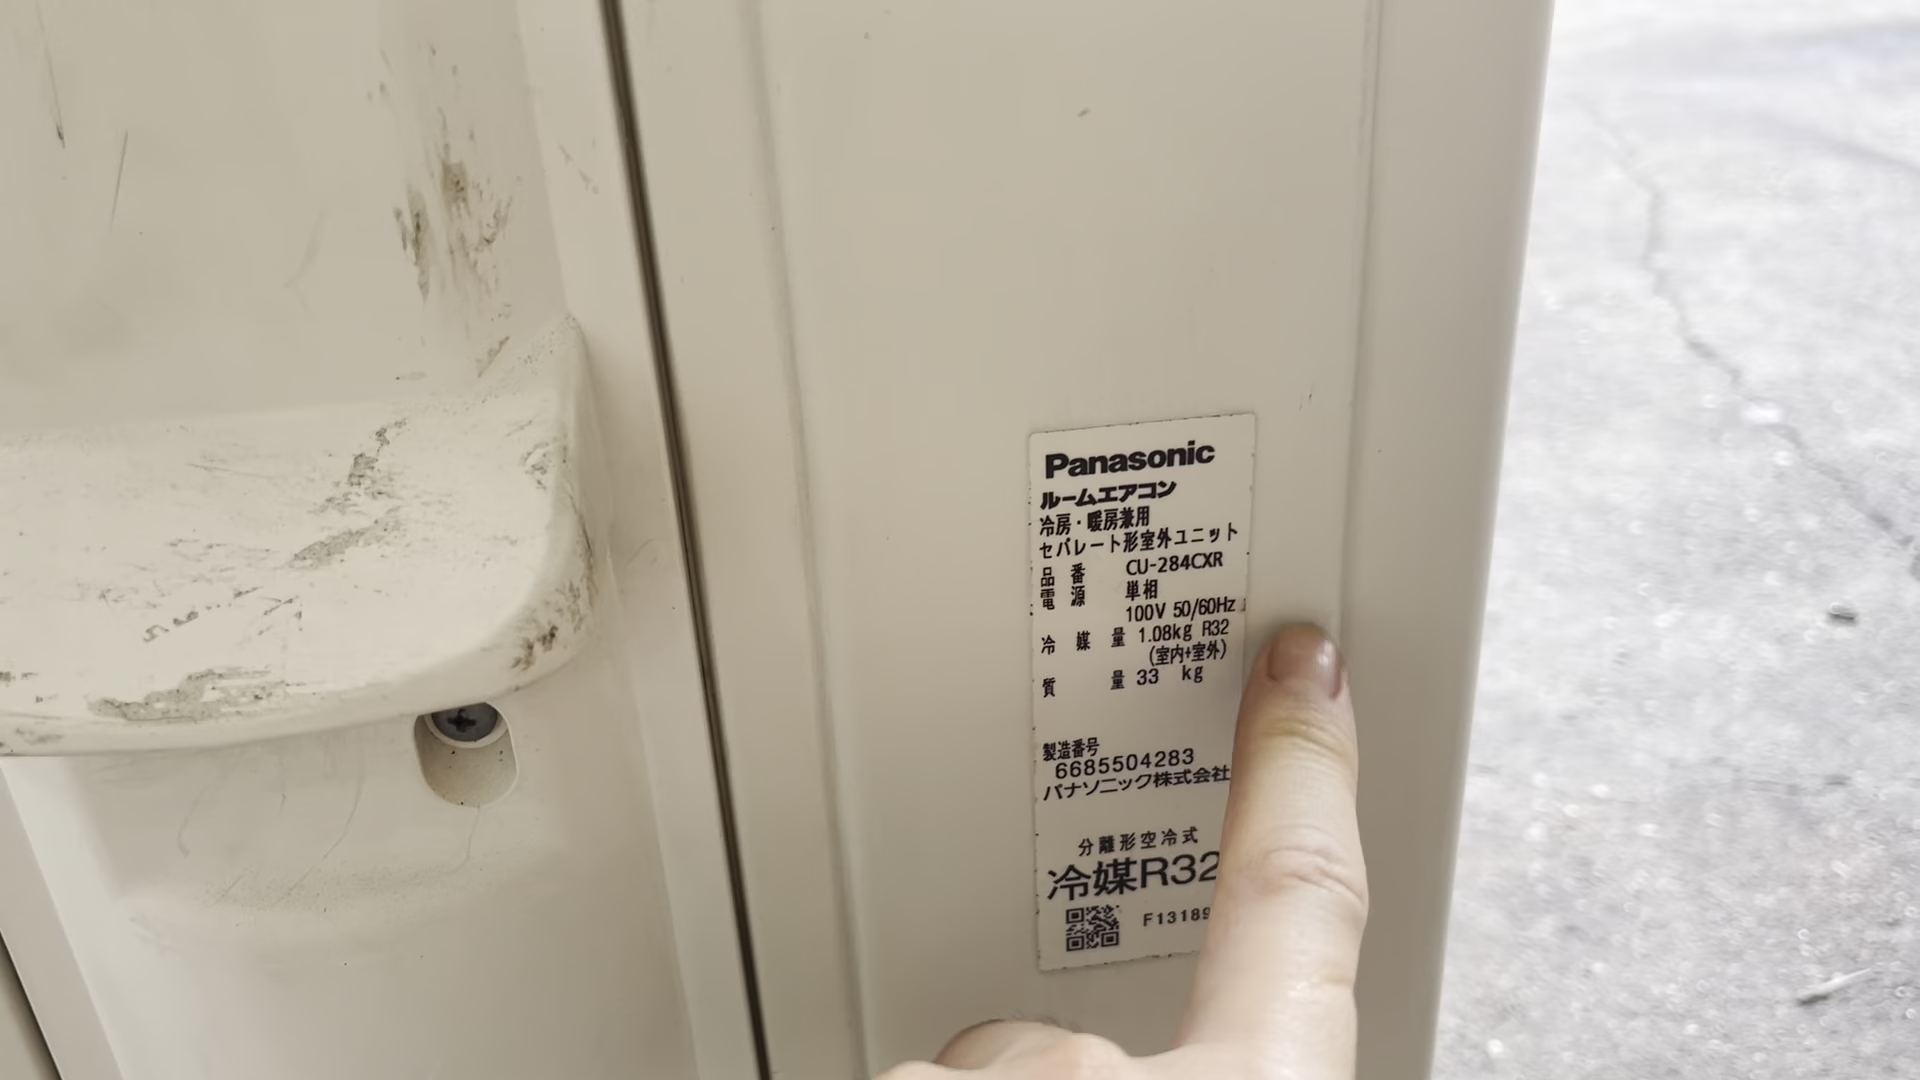 Panasonic
ルームエアコン
冷房・暖房兼用
セパレート形室外ユニット
品番 CU-284CXR
電源 単相
100V 50/60Hz
冷媒量 1.08kg R32
(室内+室外)
質量 33 kg
製造番号
6685504283
パナソニック株式会社
分離形空冷式
冷媒R32
F13189